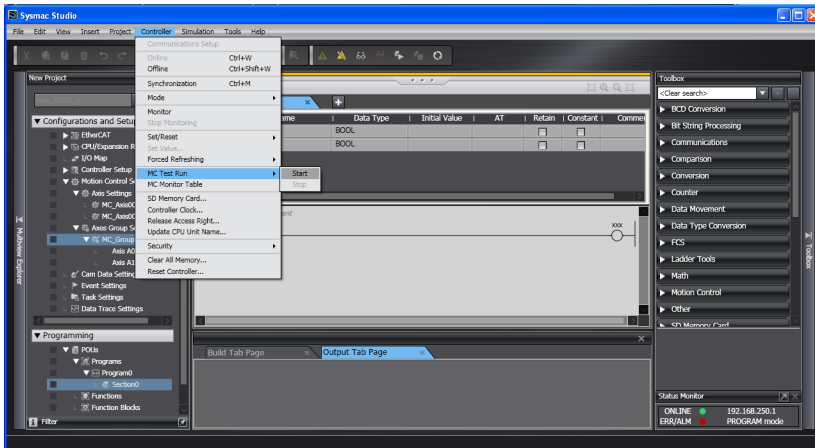 Sysmac Studio
File Edit View Insert Project Controller Simulation Tools Help
Communications Setup
Online Ctrl+W
Offline Ctrl+Shift+W
Synchronization Ctrl+M
Mode
Monitor
Stop Monitoring
Set/Reset
Set Value...
Forced Refreshing
MC Test Run
MC Monitor Table
SD Memory Card...
Controller Clock...
Release Access Right...
Update CPU Unit Name...
Security
Clear All Memory...
Reset Controller...
Start
Stop
New Project
Configurations and Setup
EtherCAT
CPU/Expansion R
I/O Map
Controller Setup
Motion Control S
Axis Settings
MC_Axis00
MC_Axis00
Axes Group S
MC_Group
Axis A0
Axis A1
Cam Data Setting
Event Settings
Task Settings
Data Trace Settings
Programming
POUs
Programs
Program0
Section0
Functions
Function Blocks
Filter
Multiview Explorer
ame Data Type Initial Value AT Retain Constant Commen
BOOL
BOOL
xxx
Build Tab Page
Output Tab Page
Toolbox
<Clear search>
BCD Conversion
Bit String Processing
Communications
Comparison
Conversion
Counter
Data Movement
Data Type Conversion
FCS
Ladder Tools
Math
Motion Control
Other
SD Memory Card
Toolbox
Status Monitor
ONLINE 192.168.250.1
ERR/ALM PROGRAM mode